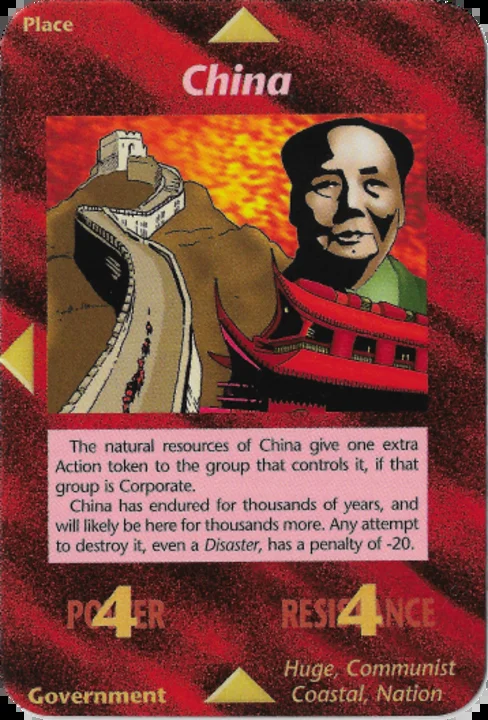 Place
China
The natural resources of China give one extra
Action token to the group that controls it, if that
group is Corporate.
China has endured for thousands of years, and
will likely be here for thousands more. Any attempt
to destroy it, even a Disaster, has a penalty of -20.
POWER 4
RESISTANCE 4
Huge, Communist
Government
Coastal, Nation